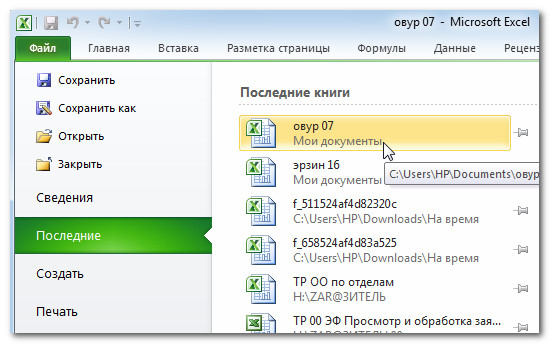 овур 07 - Microsoft Excel
Файл Главная Вставка Разметка страницы Формулы Данные Реценз
Сохранить
Сохранить как
Открыть
Закрыть
Сведения
Последние
Создать
Печать
Последние книги
овур 07
Мои документы
C:\Users\HP\Documents\овур
эрзин 16
Мои документы
f_511524af4d82320c
C:\Users\HP\Downloads\На время
f_658524af4d83a525
C:\Users\HP\Downloads\На время
ТР ОО по отделам
H:\ZAR@ЗИТЕЛЬ
ТР 00 ЭФ Просмотр и обработка зая...